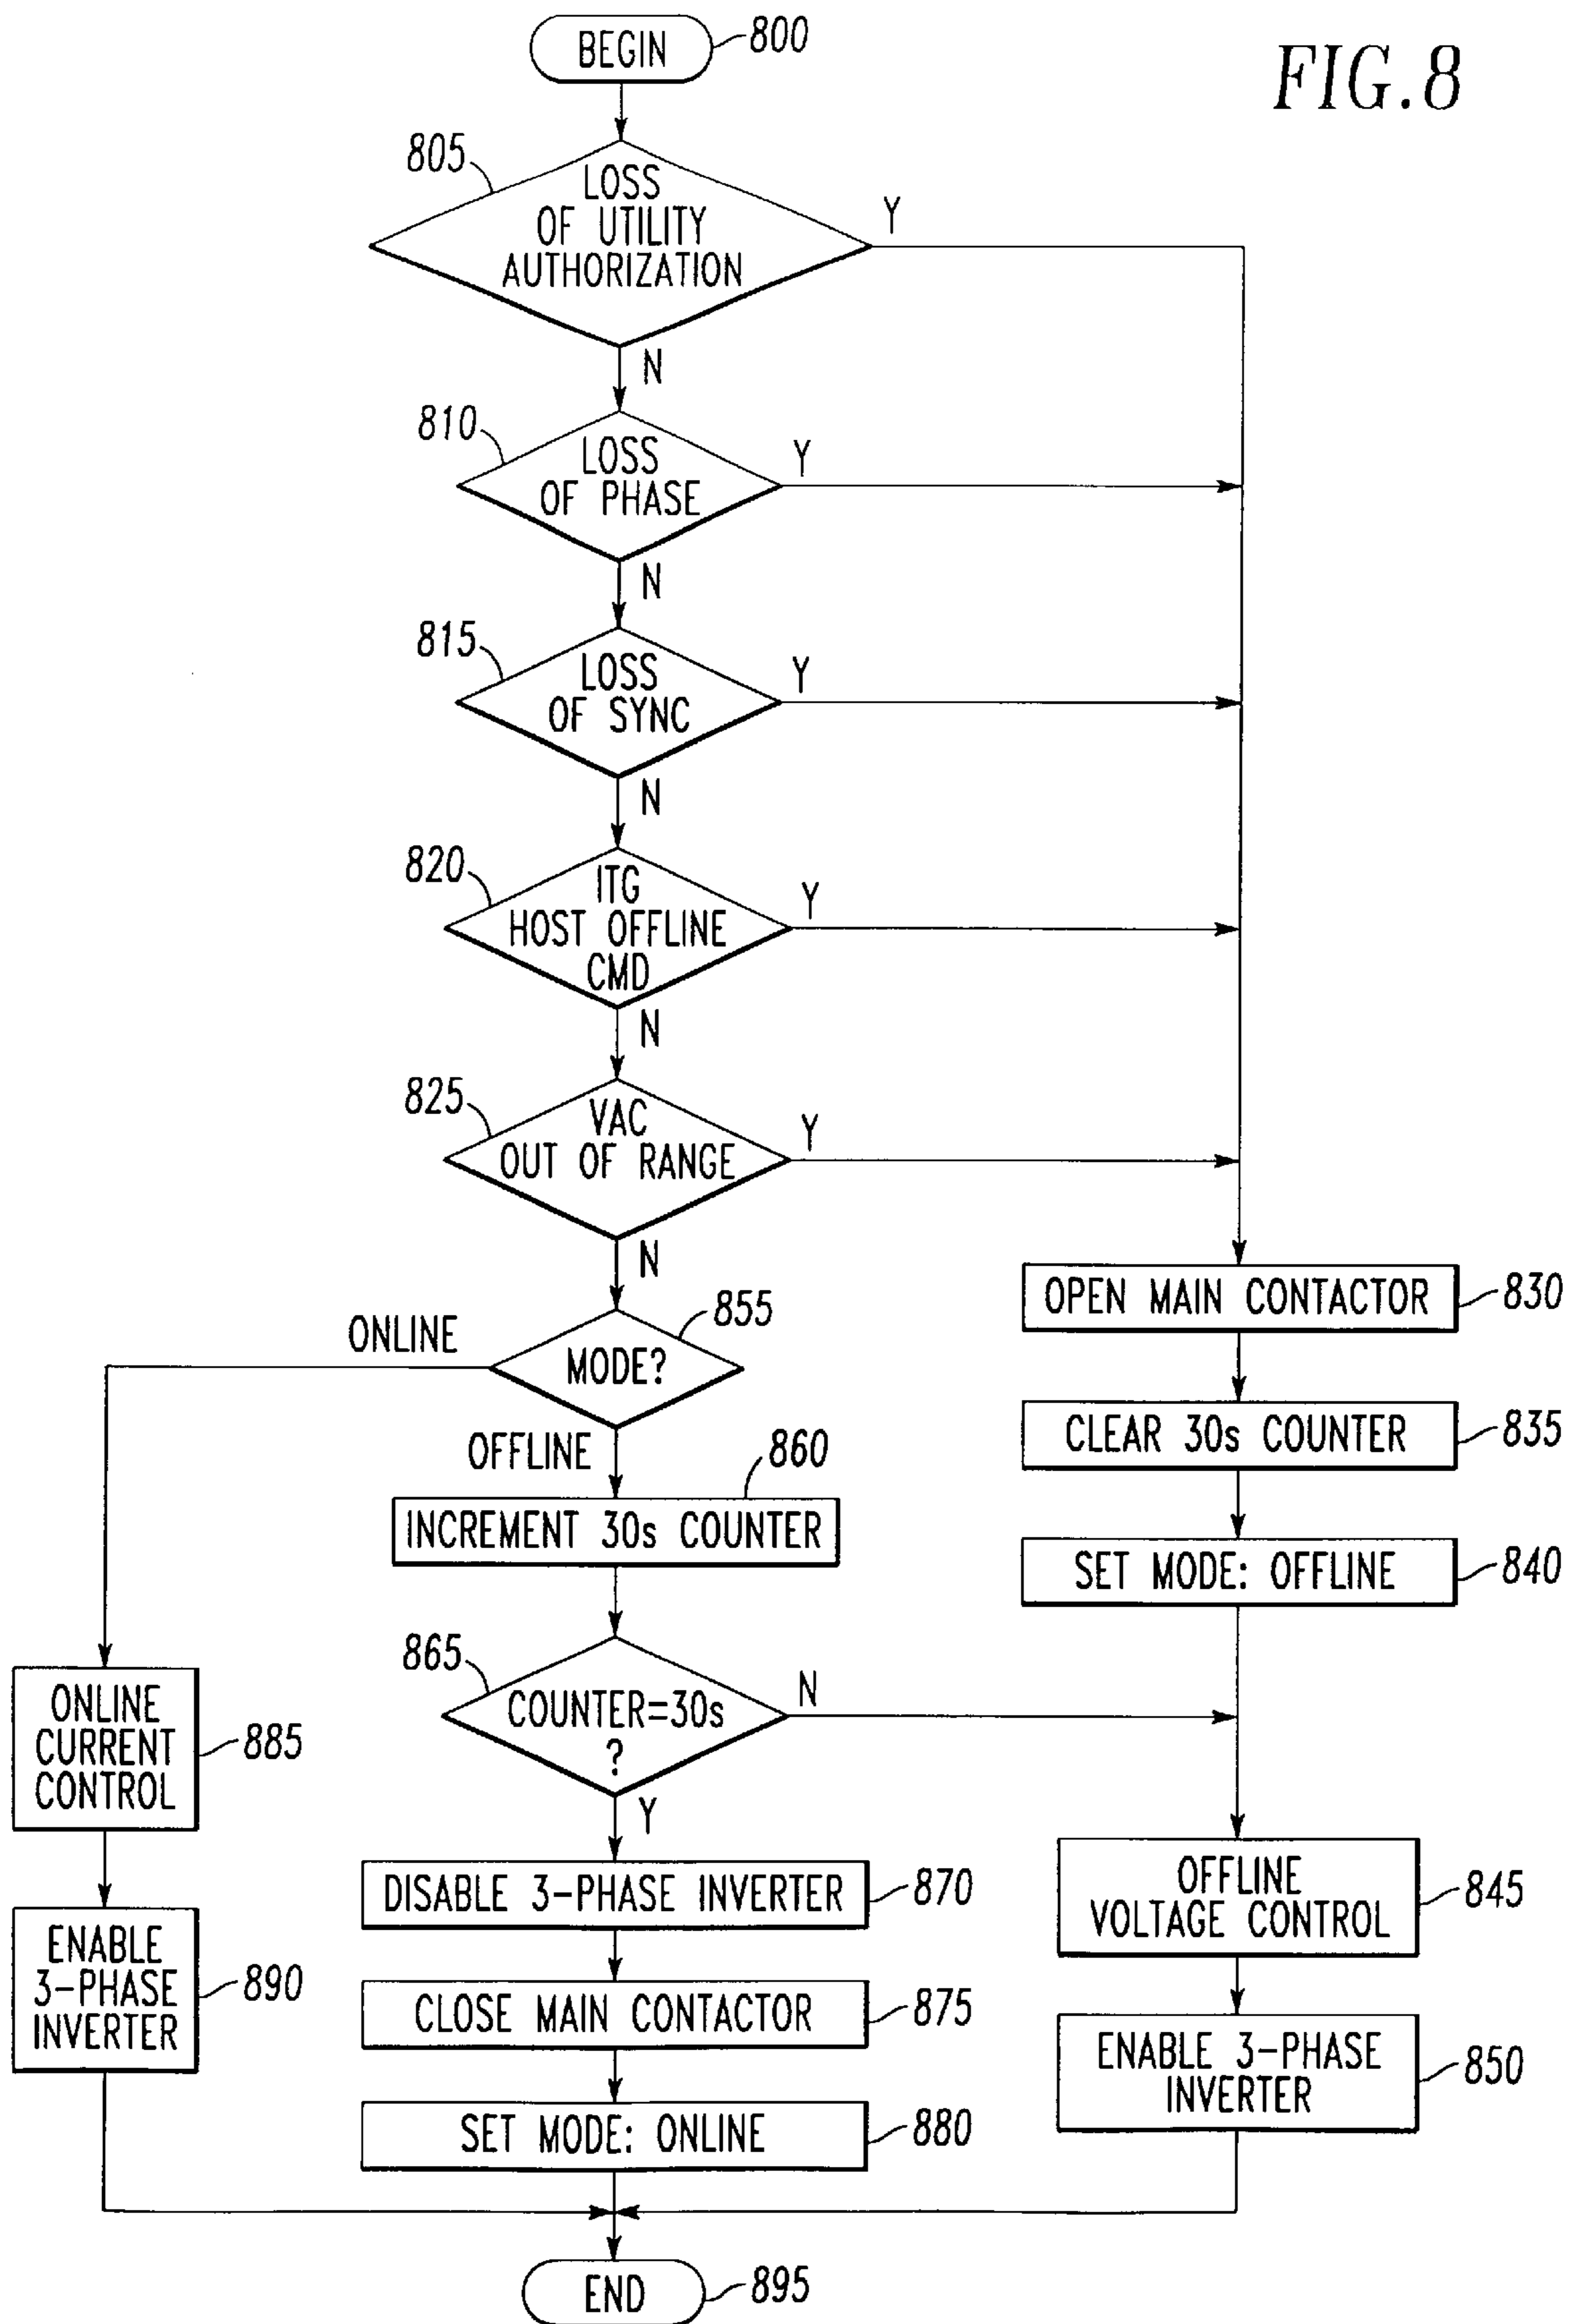 BEGIN
800
FIG. 8
805
LOSS
OF UTILITY
AUTHORIZATION
Y
N
810
LOSS
OF PHASE
Y
N
815
LOSS
OF SYNC
Y
N
820
ITG
HOST OFFLINE
CMD
Y
N
825
VAC
OUT OF RANGE
Y
N
OPEN MAIN CONTACTOR
830
ONLINE
855
MODE?
OFFLINE
CLEAR 30s COUNTER
835
860
INCREMENT 30s COUNTER
SET MODE: OFFLINE
840
865
COUNTER=30s
?
N
Y
ONLINE
CURRENT
CONTROL
885
DISABLE 3-PHASE INVERTER
870
OFFLINE
VOLTAGE CONTROL
845
ENABLE
3-PHASE
INVERTER
890
CLOSE MAIN CONTACTOR
875
ENABLE 3-PHASE
INVERTER
850
SET MODE: ONLINE
880
END
895